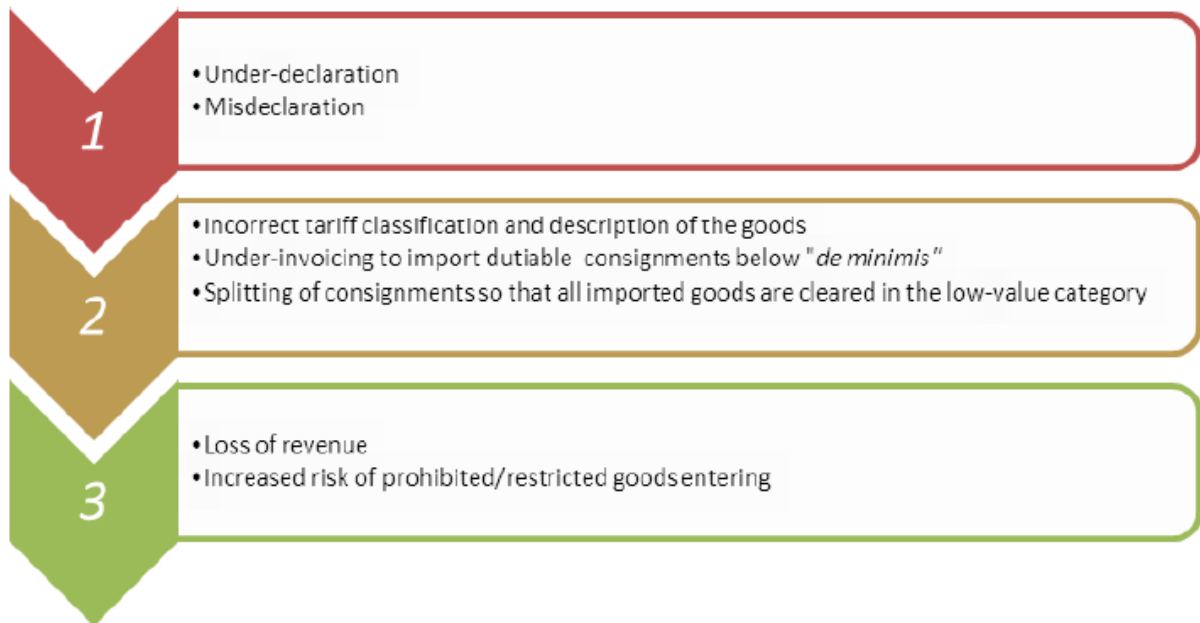 1
•Under-declaration
•Misdeclaration
2
•Incorrect tariff classification and description of the goods
•Under-invoicing to import dutiable consignments below "de minimis"
•Splitting of consignments so that all imported goods are cleared in the low-value category
3
•Loss of revenue
•Increased risk of prohibited/restricted goods entering